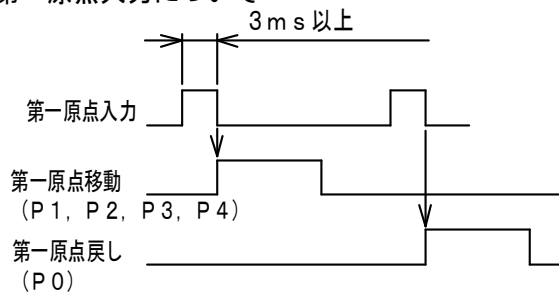 第一原点入力について
3ms以上
第一原点入力
第一原点移動
(P1, P2, P3, P4)
第一原点戻し
(P0)